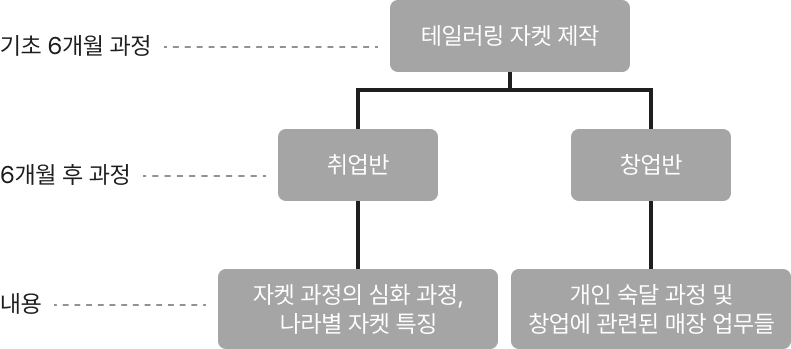 기초 6개월 과정
테일러링 자켓 제작
6개월 후 과정
취업반
창업반
내용
자켓 과정의 심화 과정,
나라별 자켓 특징
개인 숙달 과정 및
창업에 관련된 매장 업무들